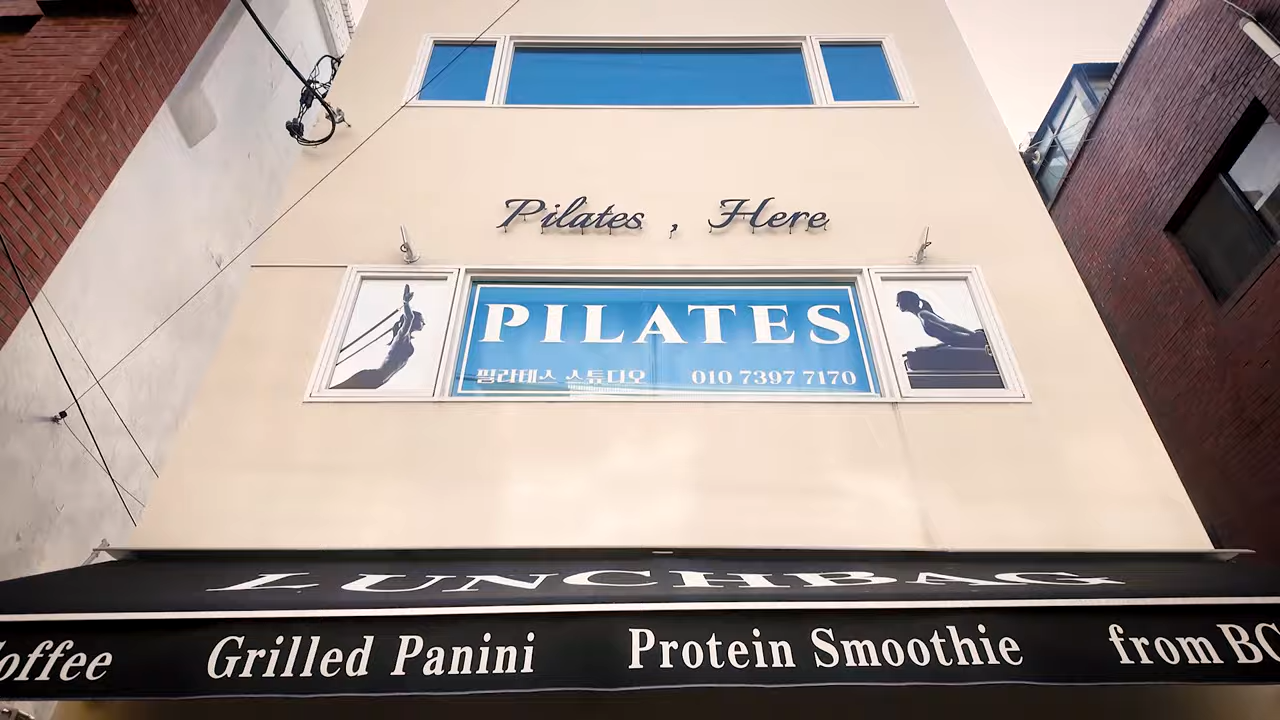 Pilates , Here
PILATES
필라테스 스튜디오 010 7397 7170
LUNCHBAG
Coffee Grilled Panini Protein Smoothie from BC